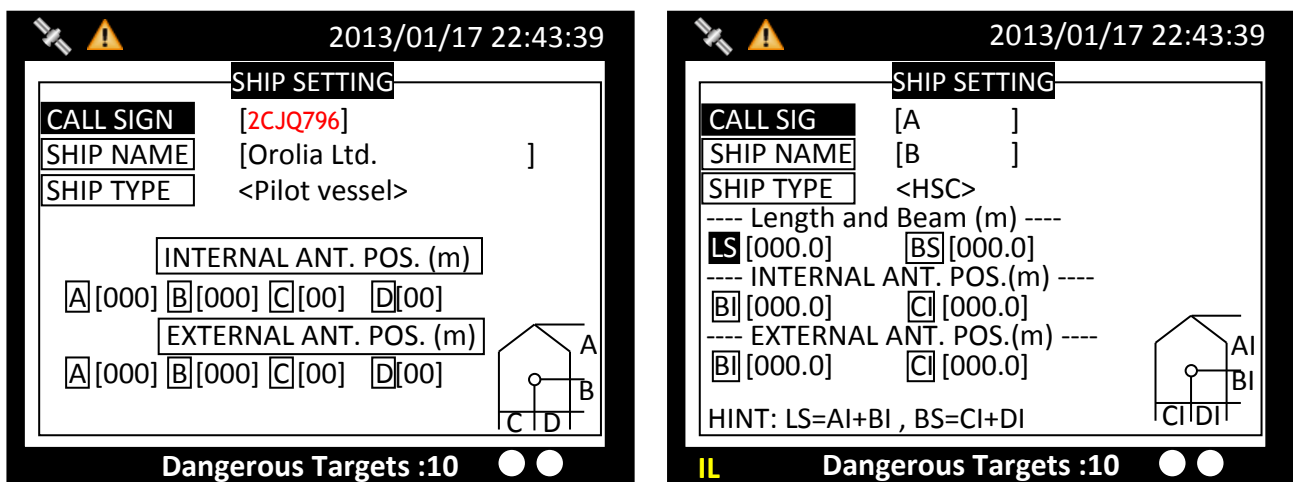 2013/01/17 22:43:39
SHIP SETTING
CALL SIGN [2CJQ796]
SHIP NAME [Orolia Ltd. ]
SHIP TYPE <Pilot vessel>
INTERNAL ANT. POS. (m)
A [000] B [000] C [00] D [00]
EXTERNAL ANT. POS. (m)
A [000] B [000] C [00] D [00]
A
B
C D
Dangerous Targets :10
2013/01/17 22:43:39
SHIP SETTING
CALL SIG [A ]
SHIP NAME [B ]
SHIP TYPE <HSC>
---- Length and Beam (m) ----
LS [000.0] BS [000.0]
---- INTERNAL ANT. POS.(m) ----
BI [000.0] CI [000.0]
---- EXTERNAL ANT. POS.(m) ----
BI [000.0] CI [000.0]
AI
BI
HINT: LS=AI+BI , BS=CI+DI
CI DI
IL Dangerous Targets :10